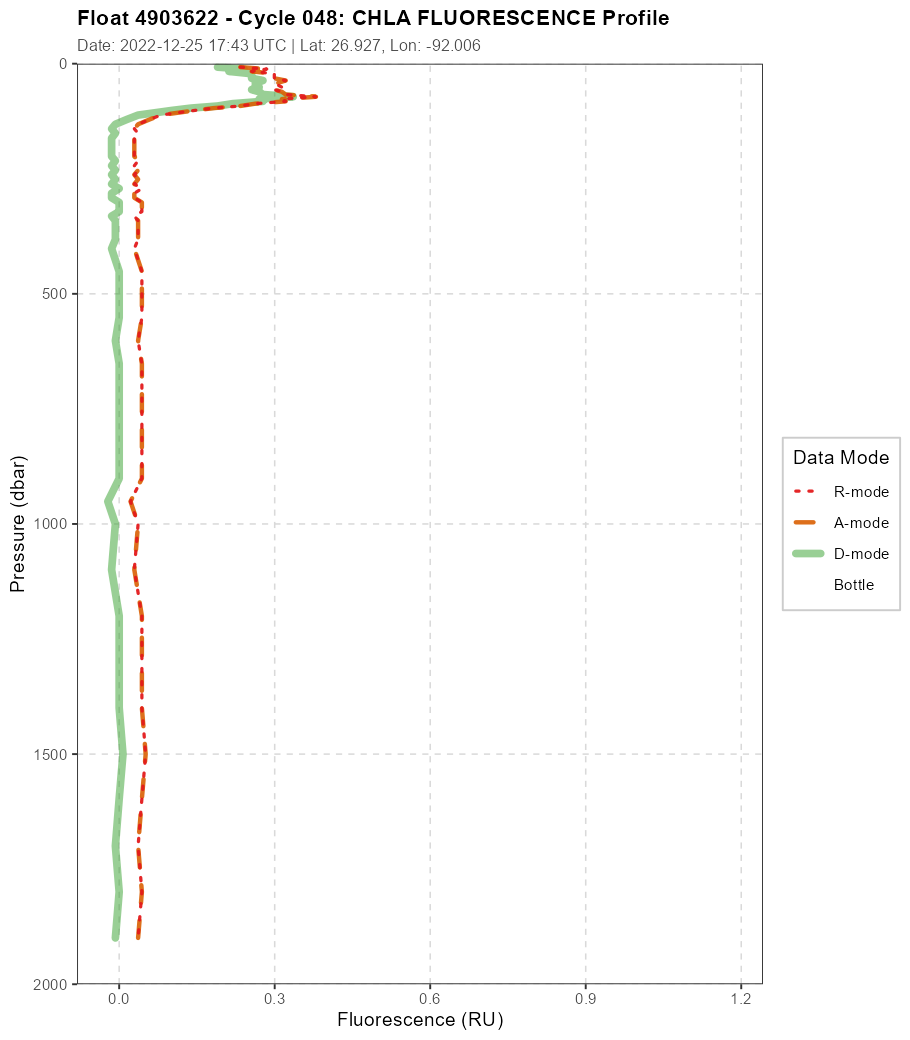 Float 4903622 - Cycle 048: CHLA FLUORESCENCE Profile
Date: 2022-12-25 17:43 UTC | Lat: 26.927, Lon: -92.006
0
500
1000
1500
2000
Pressure (dbar)
0.0
0.3
0.6
0.9
1.2
Fluorescence (RU)
Data Mode
R-mode
A-mode
D-mode
Bottle